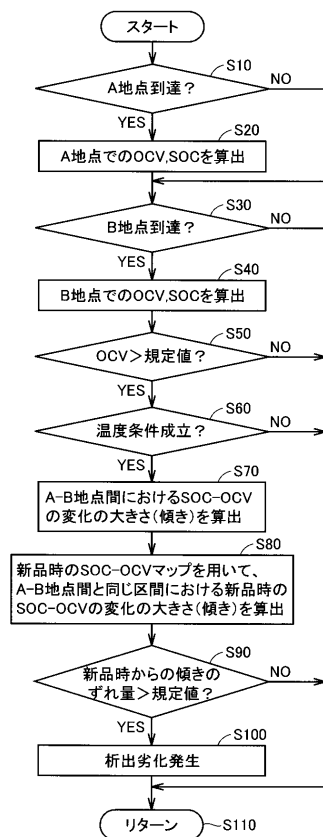 スタート
S10
A地点到達？
NO
YES
S20
A地点でのOCV,SOCを算出
S30
B地点到達？
NO
YES
S40
B地点でのOCV,SOCを算出
S50
OCV＞規定値？
NO
YES
S60
温度条件成立？
NO
YES
S70
A-B地点間におけるSOC-OCV
の変化の大きさ(傾き)を算出
S80
新品時のSOC-OCVマップを用いて、
A-B地点間と同じ区間における新品時の
SOC-OCVの変化の大きさ(傾き)を算出
S90
新品時からの傾きの
ずれ量＞規定値？
NO
YES
S100
析出劣化発生
リターン
S110